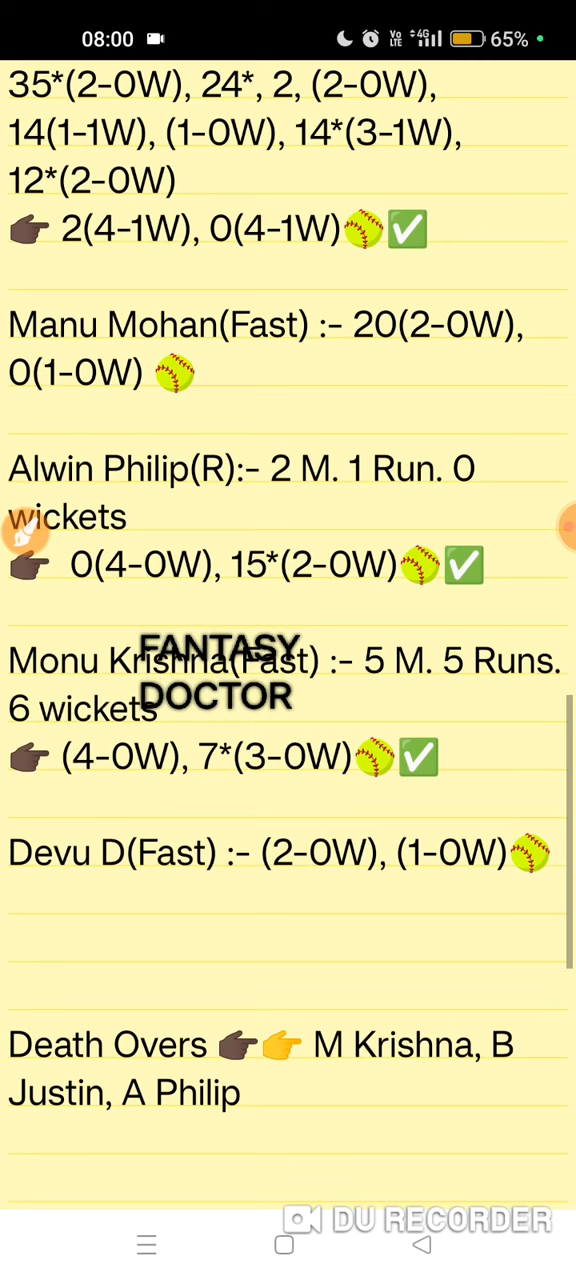 08:00 Vo LTE 4G 65%
35*(2-0W), 24*, 2, (2-0W),
14(1-1W), (1-0W), 14*(3-1W),
12*(2-0W)
👉🏿 2(4-1W), 0(4-1W)🥎✅
Manu Mohan(Fast) :- 20(2-0W),
0(1-0W) 🥎
Alwin Philip(R):- 2 M. 1 Run. 0
wickets
👉🏿 0(4-0W), 15*(2-0W)🥎✅
FANTASY
Monu Krishna(Fast) :- 5 M. 5 Runs.
DOCTOR
6 wickets
👉🏿 (4-0W), 7*(3-0W)🥎✅
Devu D(Fast) :- (2-0W), (1-0W)🥎
Death Overs 👉🏿👉 M Krishna, B
Justin, A Philip
DU RECORDER